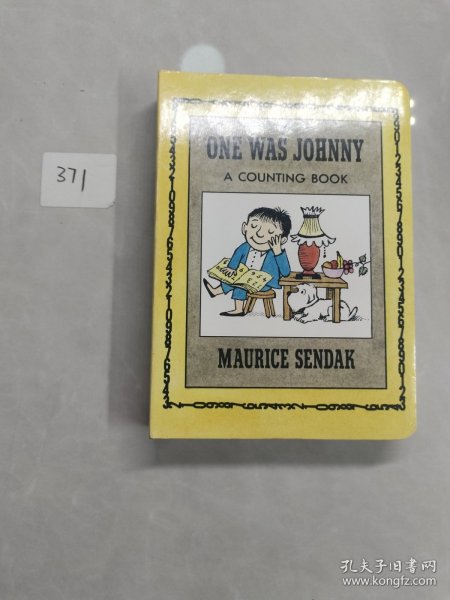 371
ONE WAS JOHNNY
A COUNTING BOOK
MAURICE SENDAK
孔夫子旧书网
www.kongfz.com